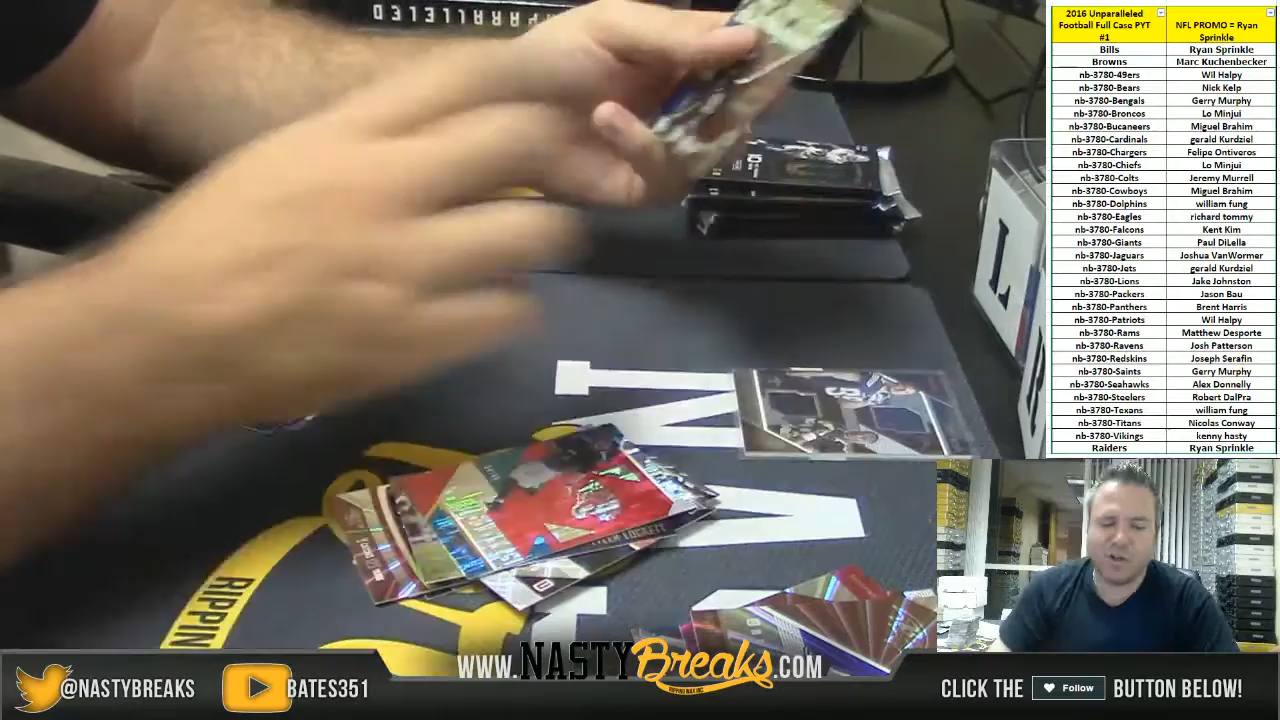 PARALLELED
2016 Unparalleled
Football Full Case PYT
#1
NFL PROMO = Ryan
Sprinkle
Bills Ryan Sprinkle
Browns Marc Kuchenbecker
nb-3780-49ers Wil Halpy
nb-3780-Bears Nick Kelp
nb-3780-Bengals Gerry Murphy
nb-3780-Broncos Lo Minjui
nb-3780-Bucaneers Miguel Brahim
nb-3780-Cardinals gerald Kurdziel
nb-3780-Chargers Felipe Ontiveros
nb-3780-Chiefs Lo Minjui
nb-3780-Colts Jeremy Murrell
nb-3780-Cowboys Miguel Brahim
nb-3780-Dolphins william fung
nb-3780-Eagles richard tommy
nb-3780-Falcons Kent Kim
nb-3780-Giants Paul DiLella
nb-3780-Jaguars Joshua VanWormer
nb-3780-Jets gerald Kurdziel
nb-3780-Lions Jake Johnston
nb-3780-Packers Jason Bau
nb-3780-Panthers Brent Harris
nb-3780-Patriots Wil Halpy
nb-3780-Rams Matthew Desporte
nb-3780-Ravens Josh Patterson
nb-3780-Redskins Joseph Serafin
nb-3780-Saints Gerry Murphy
nb-3780-Seahawks Alex Donnelly
nb-3780-Steelers Robert DalPra
nb-3780-Texans william fung
nb-3780-Titans Nicolas Conway
nb-3780-Vikings kenny hasty
Raiders Ryan Sprinkle
L
R
LOCKETT
RIPPIN
@NASTYBREAKS
BATES351
WWW.NASTYBreaks.COM
RIPPING WAX INC.
CLICK THE Follow BUTTON BELOW!